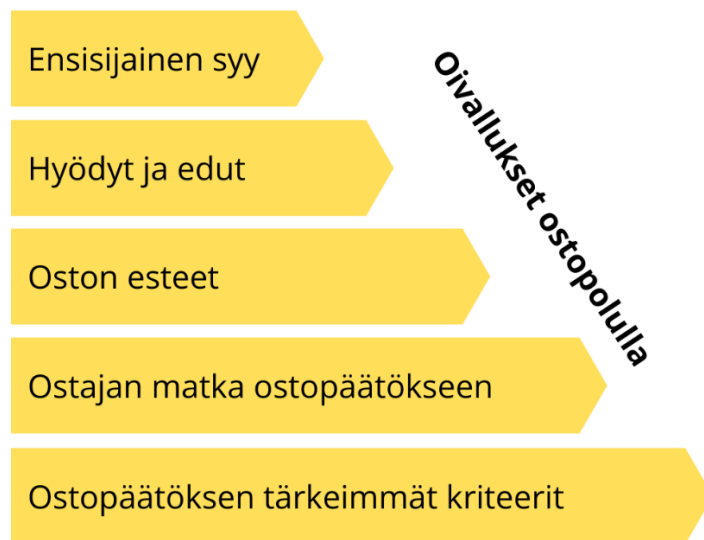 Ensisijainen syy
Hyödyt ja edut
Oston esteet
Ostajan matka ostopäätökseen
Ostopäätöksen tärkeimmät kriteerit
Oivallukset ostopolulla